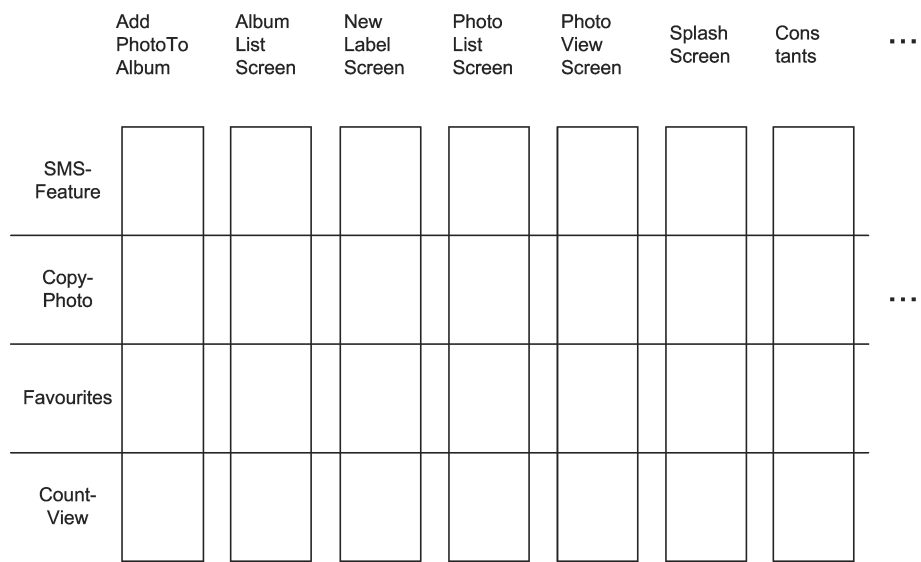 Add
PhotoTo
Album
Album
List
Screen
New
Label
Screen
Photo
List
Screen
Photo
View
Screen
Splash
Screen
Cons
tants
...
SMS-
Feature
Copy-
Photo
...
Favourites
Count-
View